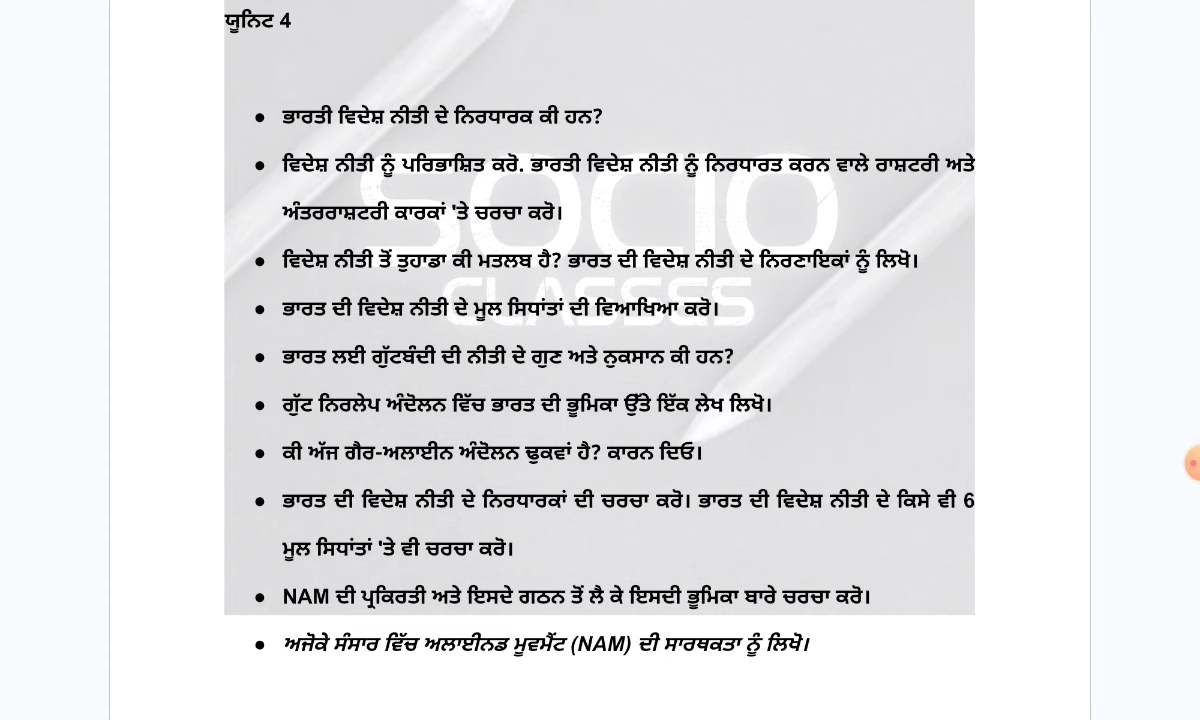 ਯੂਨਿਟ 4
● ਭਾਰਤੀ ਵਿਦੇਸ਼ ਨੀਤੀ ਦੇ ਨਿਰਧਾਰਕ ਕੀ ਹਨ?
● ਵਿਦੇਸ਼ ਨੀਤੀ ਨੂੰ ਪਰਿਭਾਸ਼ਿਤ ਕਰੋ. ਭਾਰਤੀ ਵਿਦੇਸ਼ ਨੀਤੀ ਨੂੰ ਨਿਰਧਾਰਤ ਕਰਨ ਵਾਲੇ ਰਾਸ਼ਟਰੀ ਅਤੇ
ਅੰਤਰਰਾਸ਼ਟਰੀ ਕਾਰਕਾਂ 'ਤੇ ਚਰਚਾ ਕਰੋ।
● ਵਿਦੇਸ਼ ਨੀਤੀ ਤੋਂ ਤੁਹਾਡਾ ਕੀ ਮਤਲਬ ਹੈ? ਭਾਰਤ ਦੀ ਵਿਦੇਸ਼ ਨੀਤੀ ਦੇ ਨਿਰਣਾਇਕਾਂ ਨੂੰ ਲਿਖੋ।
● ਭਾਰਤ ਦੀ ਵਿਦੇਸ਼ ਨੀਤੀ ਦੇ ਮੂਲ ਸਿਧਾਂਤਾਂ ਦੀ ਵਿਆਖਿਆ ਕਰੋ।
● ਭਾਰਤ ਲਈ ਗੁੱਟਬੰਦੀ ਦੀ ਨੀਤੀ ਦੇ ਗੁਣ ਅਤੇ ਨੁਕਸਾਨ ਕੀ ਹਨ?
● ਗੁੱਟ ਨਿਰਲੇਪ ਅੰਦੋਲਨ ਵਿੱਚ ਭਾਰਤ ਦੀ ਭੂਮਿਕਾ ਉੱਤੇ ਇੱਕ ਲੇਖ ਲਿਖੋ।
● ਕੀ ਅੱਜ ਗੈਰ-ਅਲਾਈਨ ਅੰਦੋਲਨ ਢੁਕਵਾਂ ਹੈ? ਕਾਰਨ ਦਿਓ।
● ਭਾਰਤ ਦੀ ਵਿਦੇਸ਼ ਨੀਤੀ ਦੇ ਨਿਰਧਾਰਕਾਂ ਦੀ ਚਰਚਾ ਕਰੋ। ਭਾਰਤ ਦੀ ਵਿਦੇਸ਼ ਨੀਤੀ ਦੇ ਕਿਸੇ ਵੀ 6
ਮੂਲ ਸਿਧਾਂਤਾਂ 'ਤੇ ਵੀ ਚਰਚਾ ਕਰੋ।
● NAM ਦੀ ਪ੍ਰਕਿਰਤੀ ਅਤੇ ਇਸਦੇ ਗਠਨ ਤੋਂ ਲੈ ਕੇ ਇਸਦੀ ਭੂਮਿਕਾ ਬਾਰੇ ਚਰਚਾ ਕਰੋ।
● ਅਜੋਕੇ ਸੰਸਾਰ ਵਿੱਚ ਅਲਾਈਨਡ ਮੂਵਮੈਂਟ (NAM) ਦੀ ਸਾਰਥਕਤਾ ਨੂੰ ਲਿਖੋ।
SOCIO
CLASSES